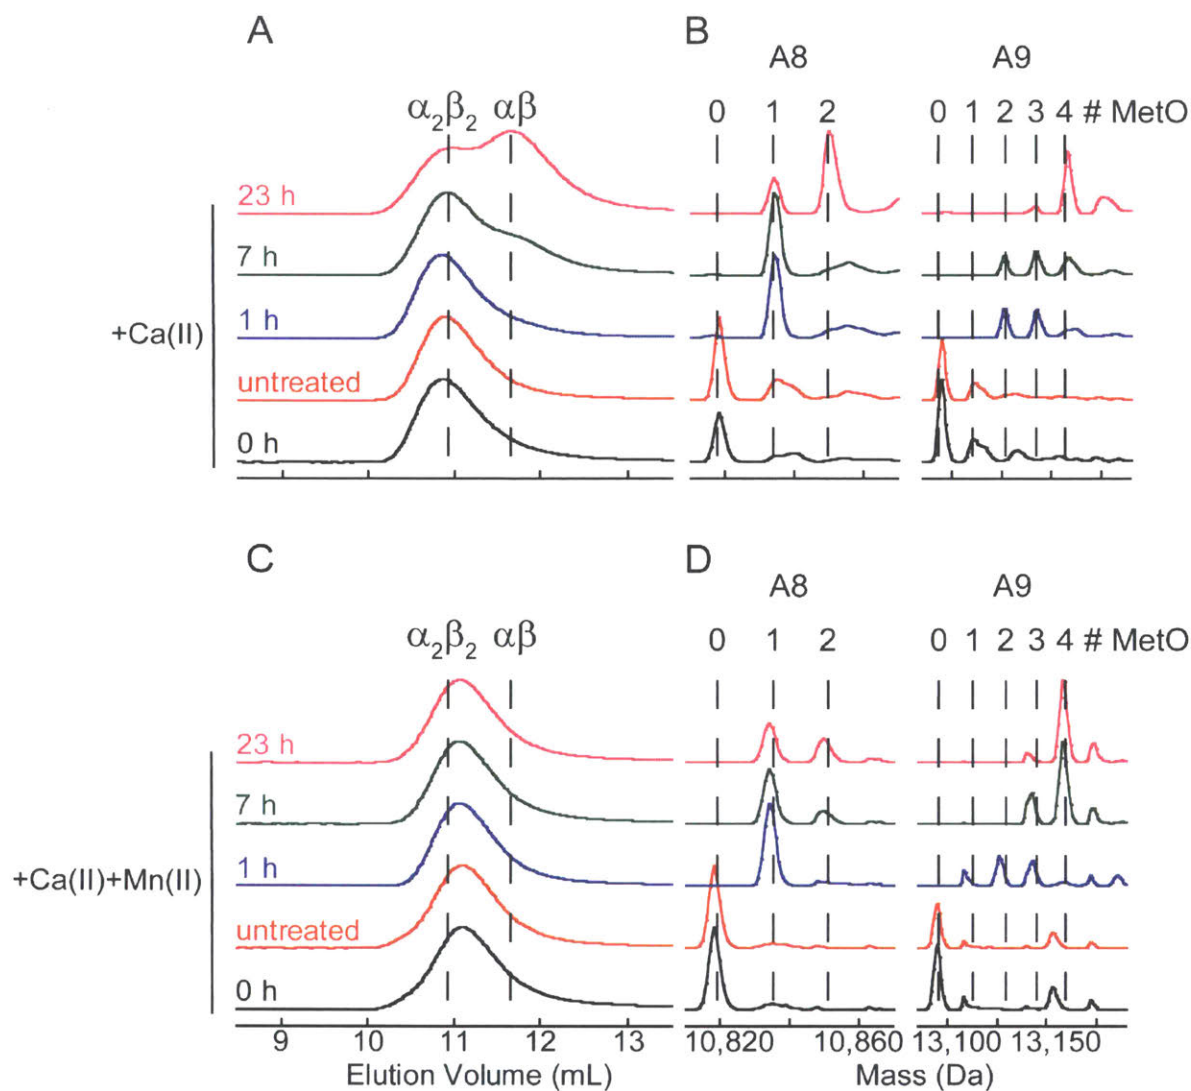 A
B
A8
A9
α₂β₂
αβ
0 1 2
0 1 2 3 4 # MetO
23 h
7 h
+Ca(II)
1 h
untreated
0 h
C
D
A8
A9
α₂β₂
αβ
0 1 2
0 1 2 3 4 # MetO
23 h
7 h
+Ca(II)+Mn(II)
1 h
untreated
0 h
9 10 11 12 13
10,820 10,860
13,100 13,150
Elution Volume (mL)
Mass (Da)